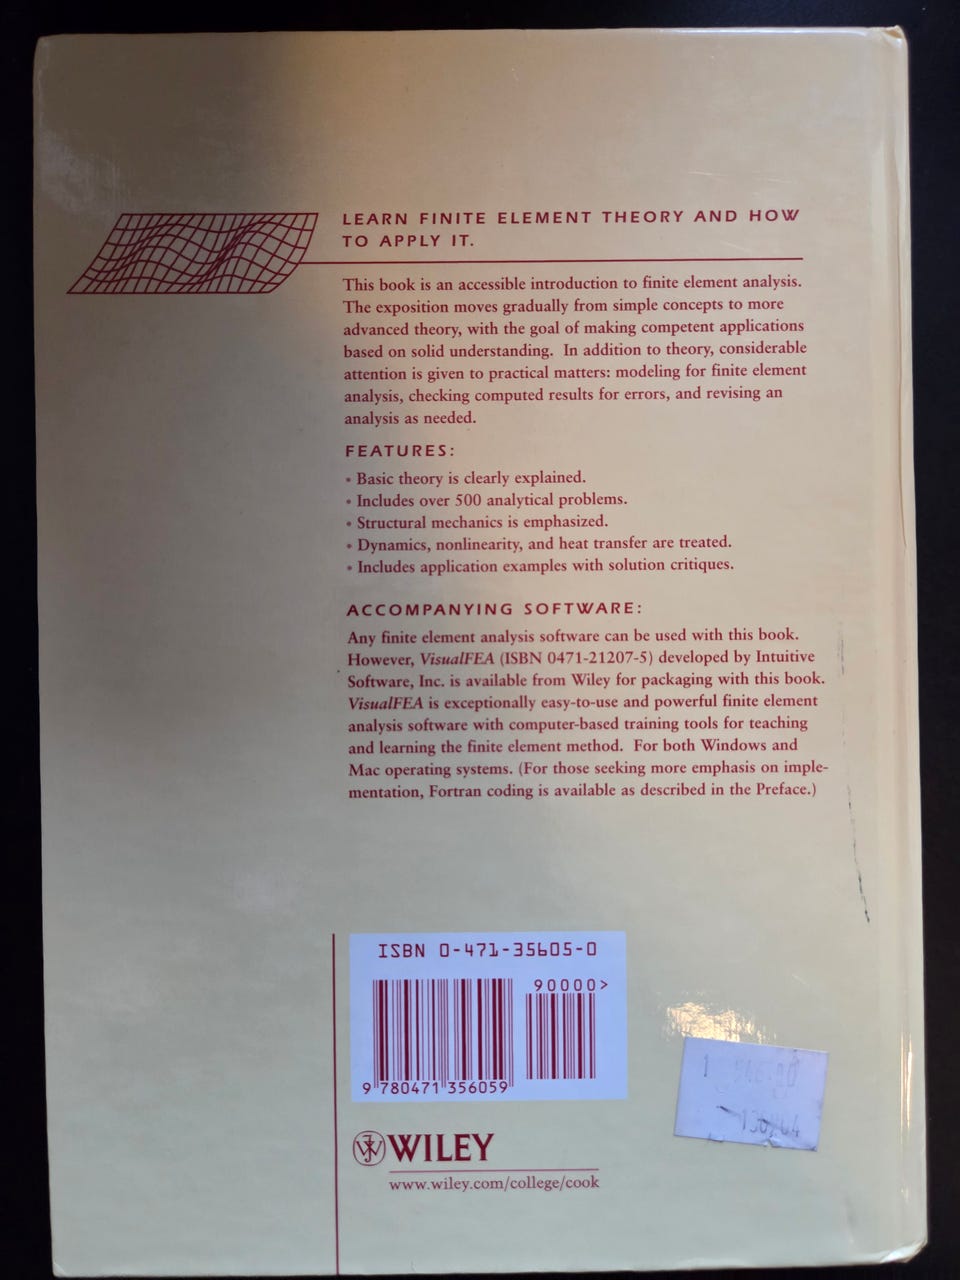 LEARN FINITE ELEMENT THEORY AND HOW
TO APPLY IT.
This book is an accessible introduction to finite element analysis.
The exposition moves gradually from simple concepts to more
advanced theory, with the goal of making competent applications
based on solid understanding. In addition to theory, considerable
attention is given to practical matters: modeling for finite element
analysis, checking computed results for errors, and revising an
analysis as needed.
FEATURES:
• Basic theory is clearly explained.
• Includes over 500 analytical problems.
• Structural mechanics is emphasized.
• Dynamics, nonlinearity, and heat transfer are treated.
• Includes application examples with solution critiques.
ACCOMPANYING SOFTWARE:
Any finite element analysis software can be used with this book.
However, VisualFEA (ISBN 0471-21207-5) developed by Intuitive
Software, Inc. is available from Wiley for packaging with this book.
VisualFEA is exceptionally easy-to-use and powerful finite element
analysis software with computer-based training tools for teaching
and learning the finite element method. For both Windows and
Mac operating systems. (For those seeking more emphasis on imple-
mentation, Fortran coding is available as described in the Preface.)
ISBN 0-471-35605-0
90000>
9 780471 356059
WILEY
www.wiley.com/college/cook
1